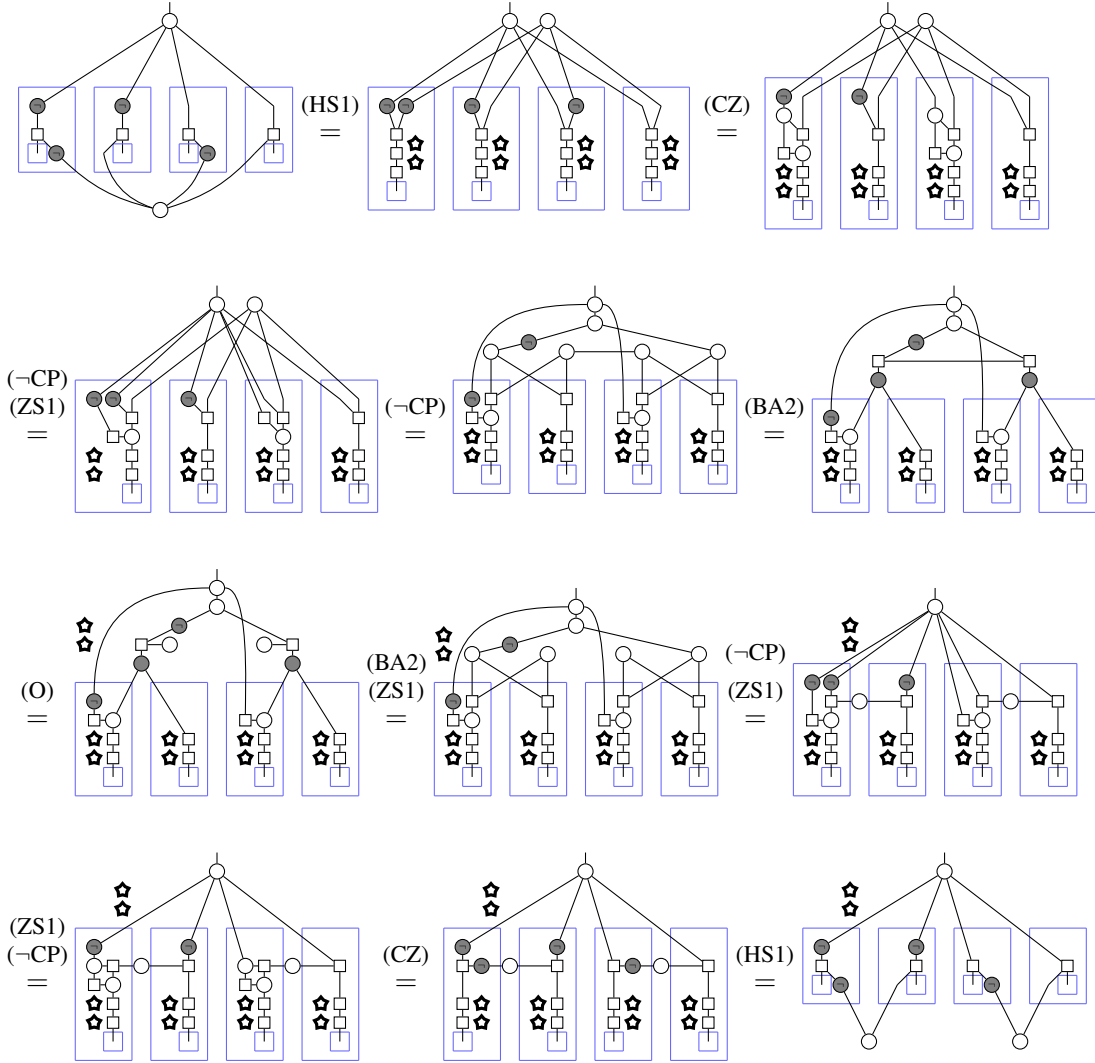 (HS1)
=
(CZ)
=
(¬CP)
(ZS1)
=
(¬CP)
=
(BA2)
=
(O)
=
(BA2)
(ZS1)
=
(¬CP)
(ZS1)
=
(ZS1)
(¬CP)
=
(CZ)
=
(HS1)
=